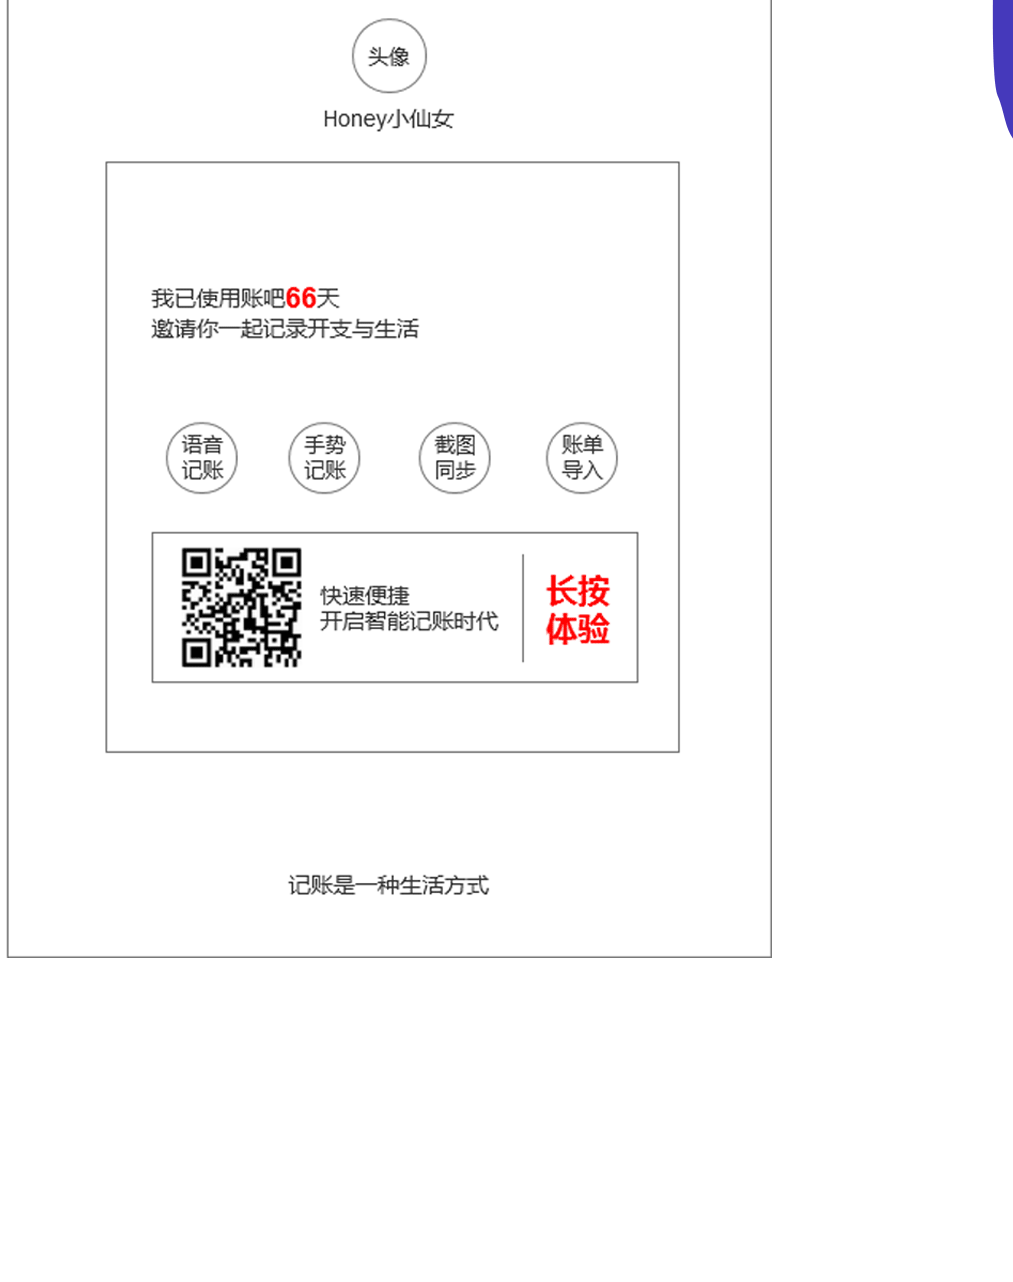 头像
Honey小仙女
我已使用账吧66天
邀请你一起记录开支与生活
语音
记账
手势
记账
截图
同步
账单
导入
快速便捷
开启智能记账时代
长按
体验
记账是一种生活方式